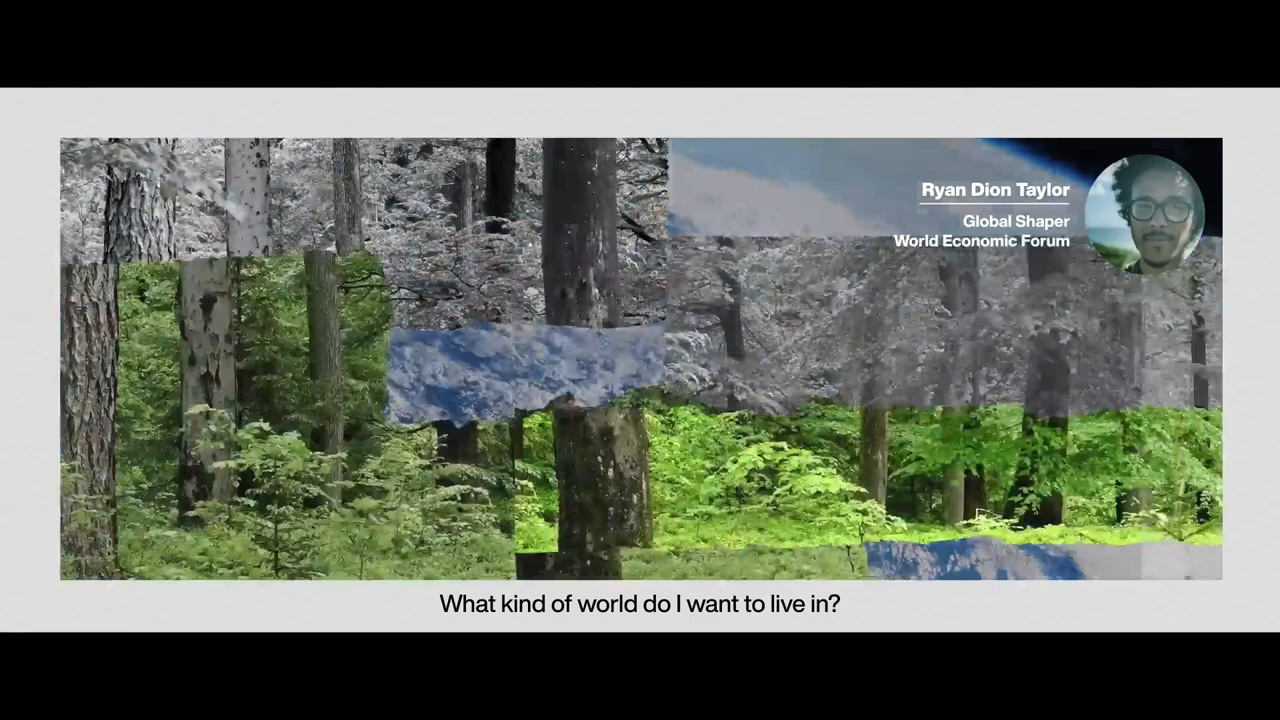 Ryan Dion Taylor
Global Shaper
World Economic Forum
What kind of world do I want to live in?